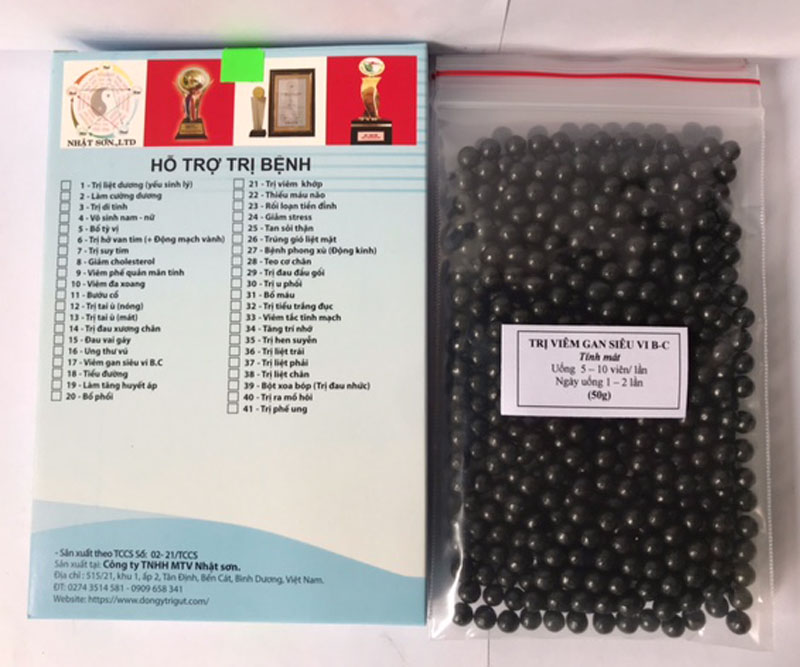 NHẬT SƠN.,LTD
HỖ TRỢ TRỊ BỆNH
1 - Trị liệt dương (yếu sinh lý)
2 - Làm cường dương
3 - Trị di tinh
4 - Vô sinh nam - nữ
5 - Bổ tỳ vị
6 - Trị hở van tim (+ Động mạch vành)
7 - Trị suy tim
8 - Giảm cholesterol
9 - Viêm phế quản mãn tính
10 - Viêm đa xoang
11 - Bướu cổ
12 - Trị tai ù (nóng)
13 - Trị tai ù (mát)
14 - Trị đau xương chân
15 - Đau vai gáy
16 - Ung thư vú
17 - Viêm gan siêu vi B.C
18 - Tiểu đường
19 - Làm tăng huyết áp
20 - Bổ phổi
21 - Trị viêm khớp
22 - Thiếu máu não
23 - Rối loạn tiền đình
24 - Giảm stress
25 - Tan sỏi thận
26 - Trúng gió liệt mặt
27 - Bệnh phong xù (Động kinh)
28 - Teo cơ chân
29 - Trị đau đầu gối
30 - Trị u phổi
31 - Bổ máu
32 - Trị tiểu trắng đục
33 - Viêm tắc tĩnh mạch
34 - Tăng trí nhớ
35 - Trị hen suyễn
36 - Trị liệt trái
37 - Trị liệt phải
38 - Trị liệt chân
39 - Bột xoa bóp (Trị đau nhức)
40 - Trị ra mồ hôi
41 - Trị phế ung
- Sản xuất theo TCCS Số: 02- 21/TCCS
Sản xuất tại: Công ty TNHH MTV Nhật sơn.
Địa chỉ : 515/21, khu 1, ấp 2, Tân Định, Bến Cát, Bình Dương, Việt Nam.
ĐT: 0274 3514 581 - 0909 658 341
Website: https://www.dongytrigut.com/
TRỊ VIÊM GAN SIÊU VI B-C
Tính mát
Uống 5 – 10 viên/ lần
Ngày uống 1 – 2 lần
(50g)